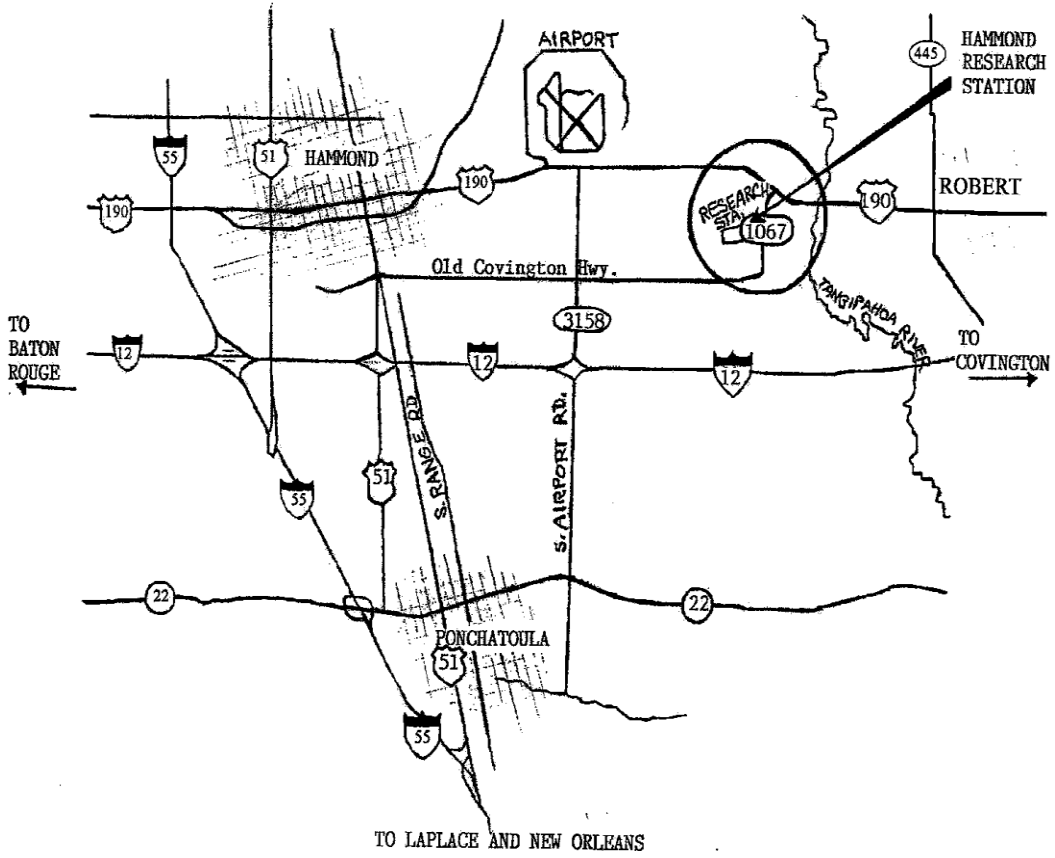 AIRPORT
445
HAMMOND
RESEARCH
STATION
55
51
HAMMOND
190
190
RESEARCH
STA.
1067
190
ROBERT
Old Covington Hwy.
TANGIPAHOA RIVER
3158
TO
BATON
ROUGE
12
12
12
TO
COVINGTON
S. RANGE RD
S. AIRPORT RD.
51
55
22
22
PONCHATOULA
51
55
TO LAPLACE AND NEW ORLEANS